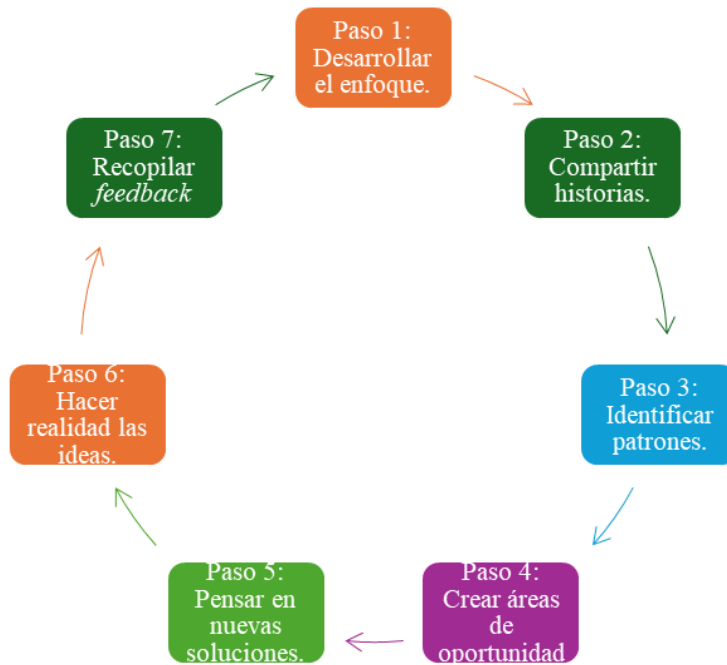 Paso 1:
Desarrollar
el enfoque.
Paso 2:
Compartir
historias.
Paso 3:
Identificar
patrones.
Paso 4:
Crear áreas
de
oportunidad
Paso 5:
Pensar en
nuevas
soluciones.
Paso 6:
Hacer
realidad las
ideas.
Paso 7:
Recopilar
feedback